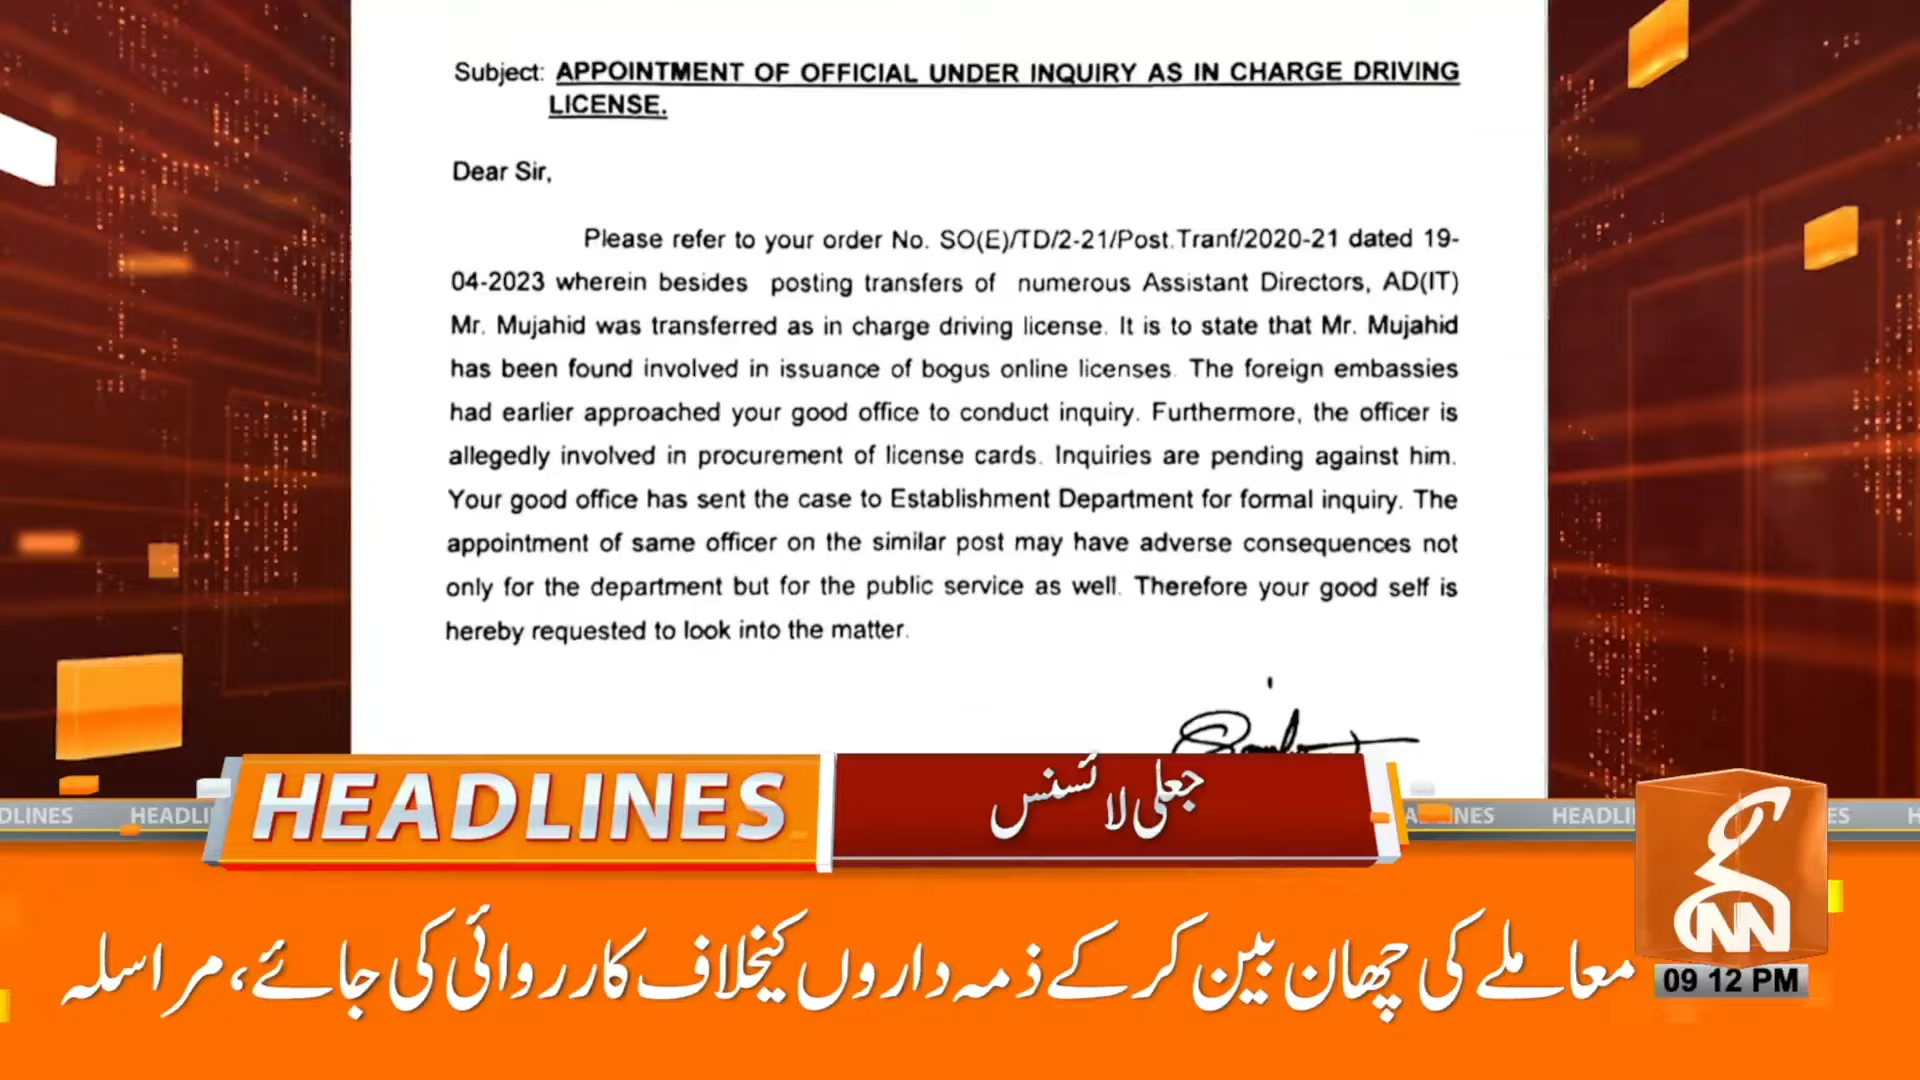 Subject: APPOINTMENT OF OFFICIAL UNDER INQUIRY AS IN CHARGE DRIVING
LICENSE.
Dear Sir,
Please refer to your order No. SO(E)/TD/2-21/Post.Tranf/2020-21 dated 19-
04-2023 wherein besides posting transfers of numerous Assistant Directors, AD(IT)
Mr. Mujahid was transferred as in charge driving license. It is to state that Mr. Mujahid
has been found involved in issuance of bogus online licenses. The foreign embassies
had earlier approached your good office to conduct inquiry. Furthermore, the officer is
allegedly involved in procurement of license cards. Inquiries are pending against him.
Your good office has sent the case to Establishment Department for formal inquiry. The
appointment of same officer on the similar post may have adverse consequences not
only for the department but for the public service as well. Therefore your good self is
hereby requested to look into the matter.
HEADLINES
جعلی لائسنس
DLINES HEADLI
NES HEADLI ES H
معاملے کی چھان بین کر کے ذمہ داروں کیخلاف کارروائی کی جائے، مراسلہ
GNN
09 12 PM